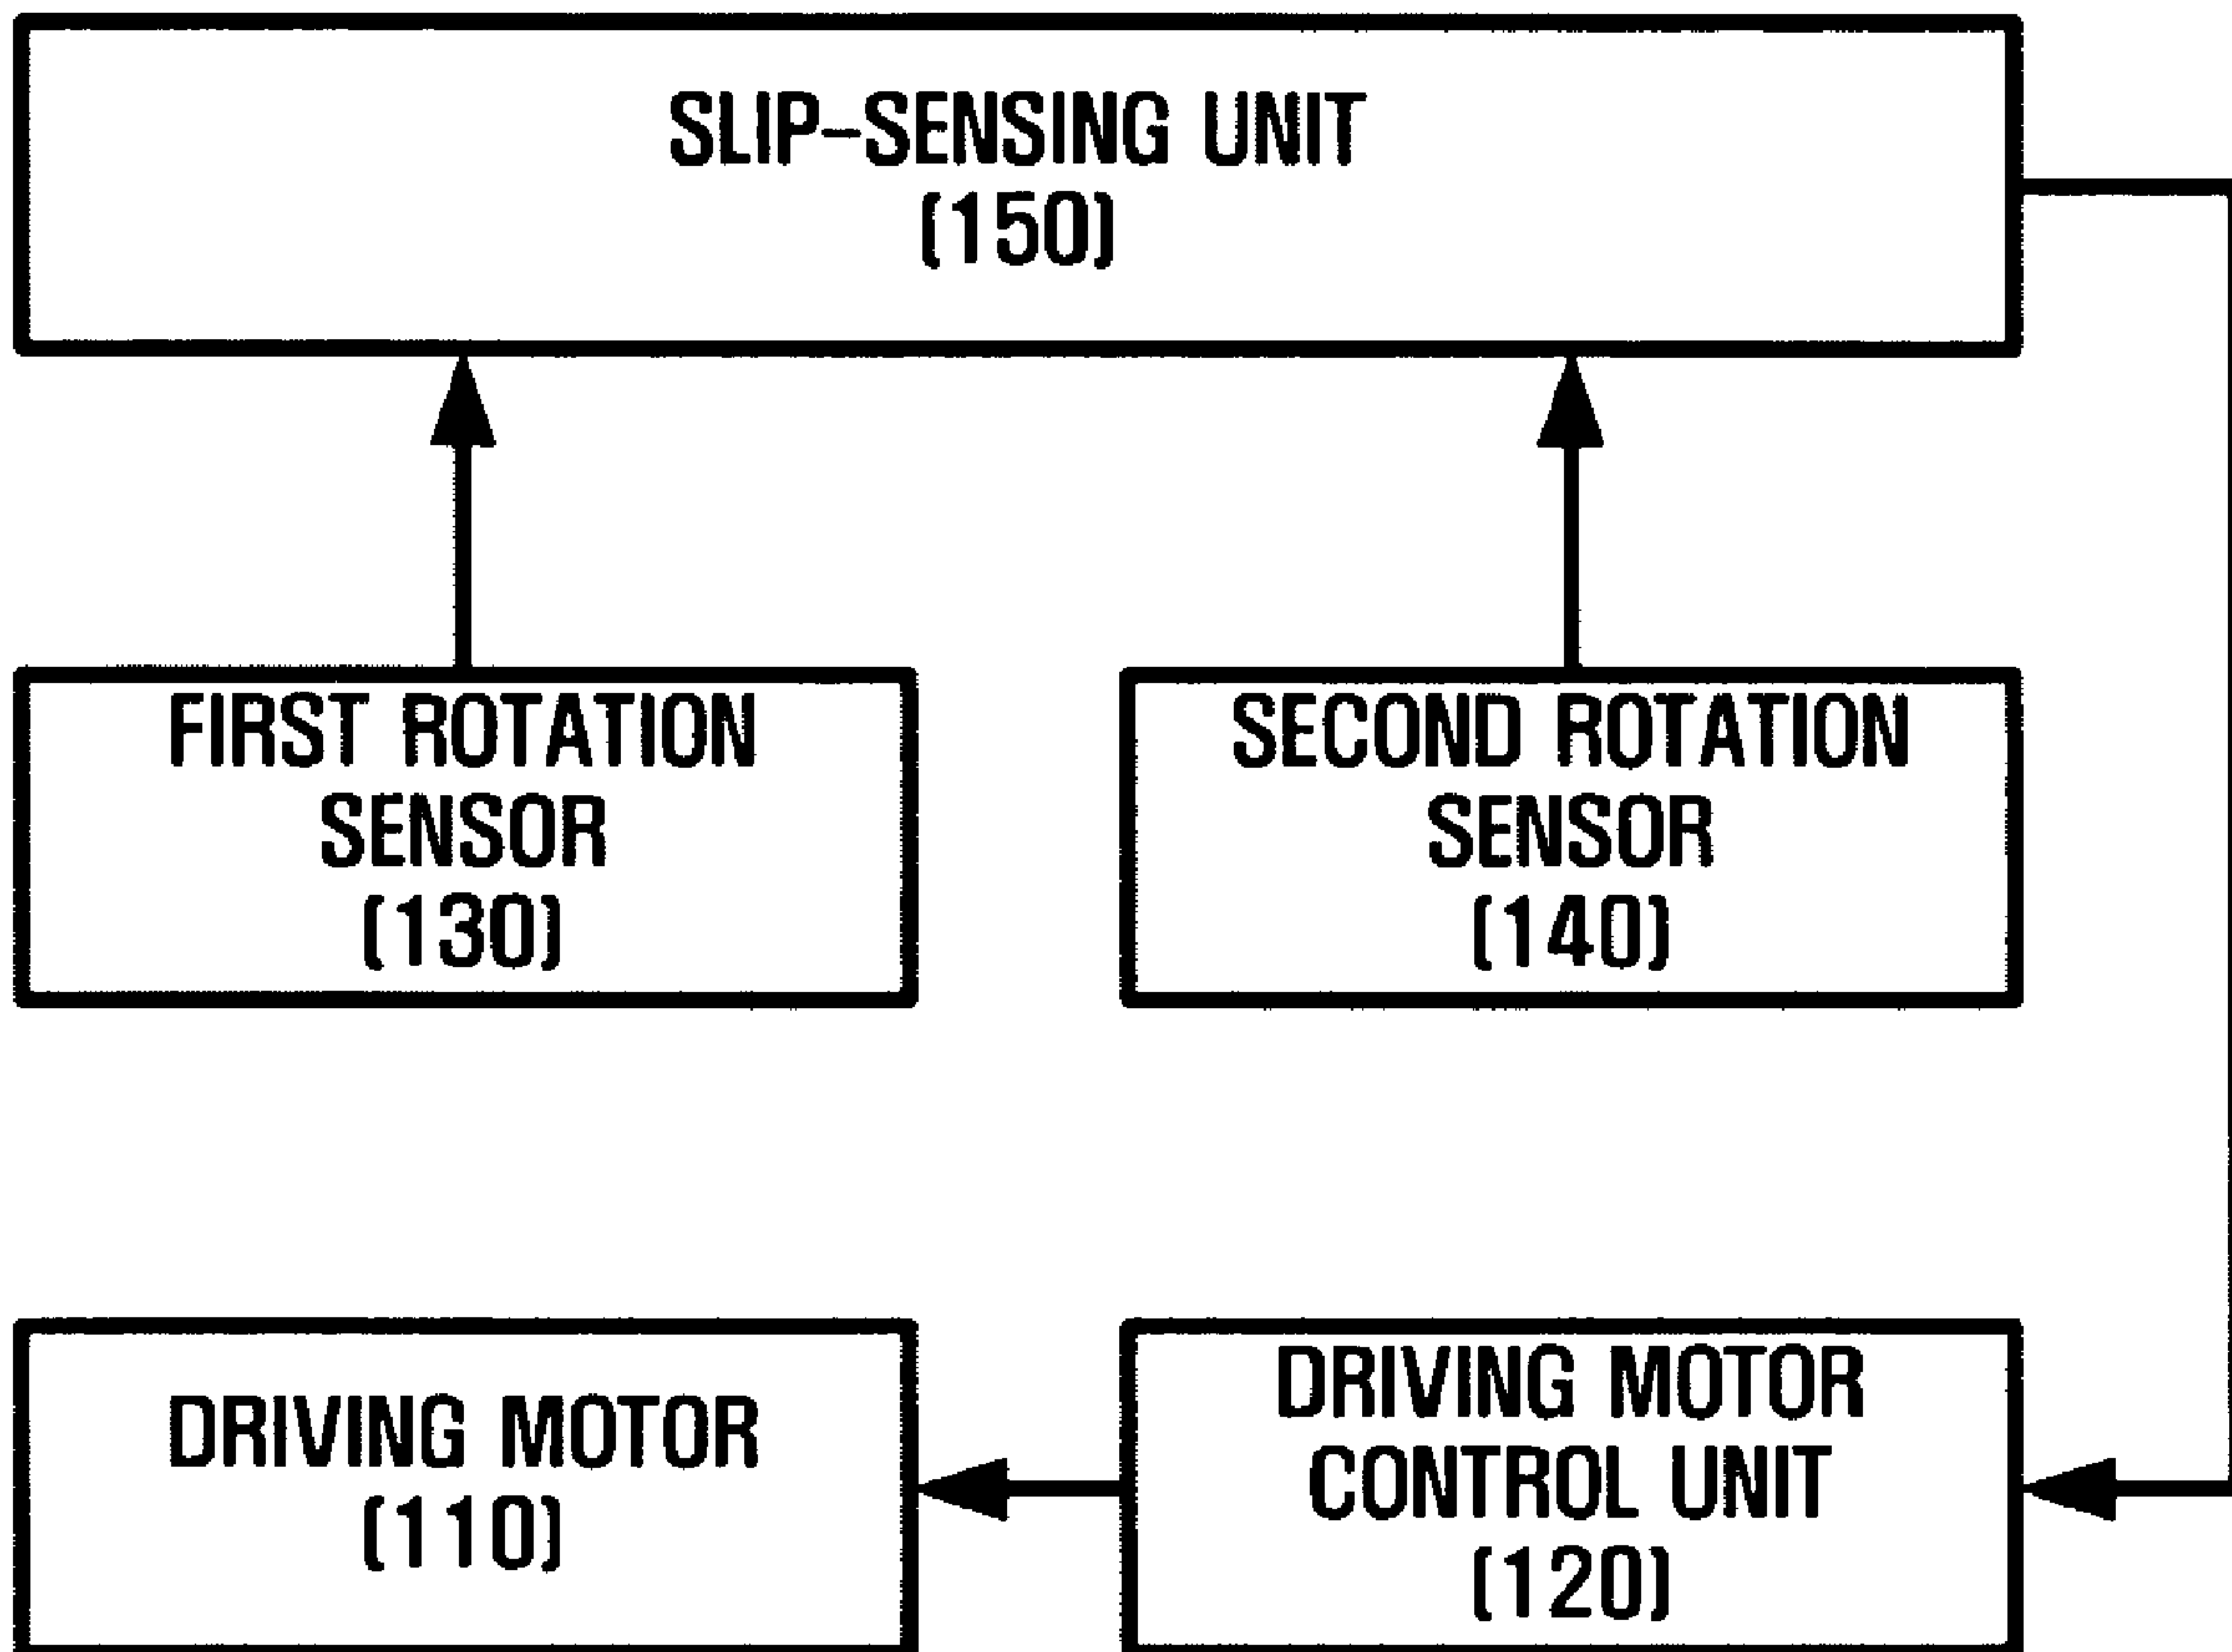 SLIP-SENSING UNIT
(150)
FIRST ROTATION
SENSOR
(130)
SECOND ROTATION
SENSOR
(140)
DRIVING MOTOR
(110)
DRIVING MOTOR
CONTROL UNIT
(120)